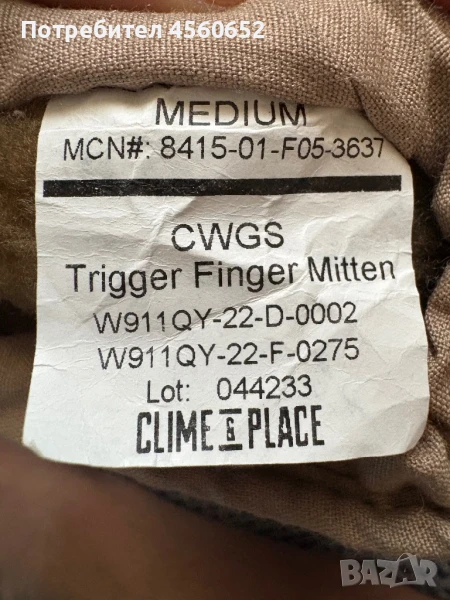 Потребител 4560652
MEDIUM
MCN#: 8415-01-F05-3637
CWGS
Trigger Finger Mitten
W911QY-22-D-0002
W911QY-22-F-0275
Lot: 044233
CLIME & PLACE
BAZAR